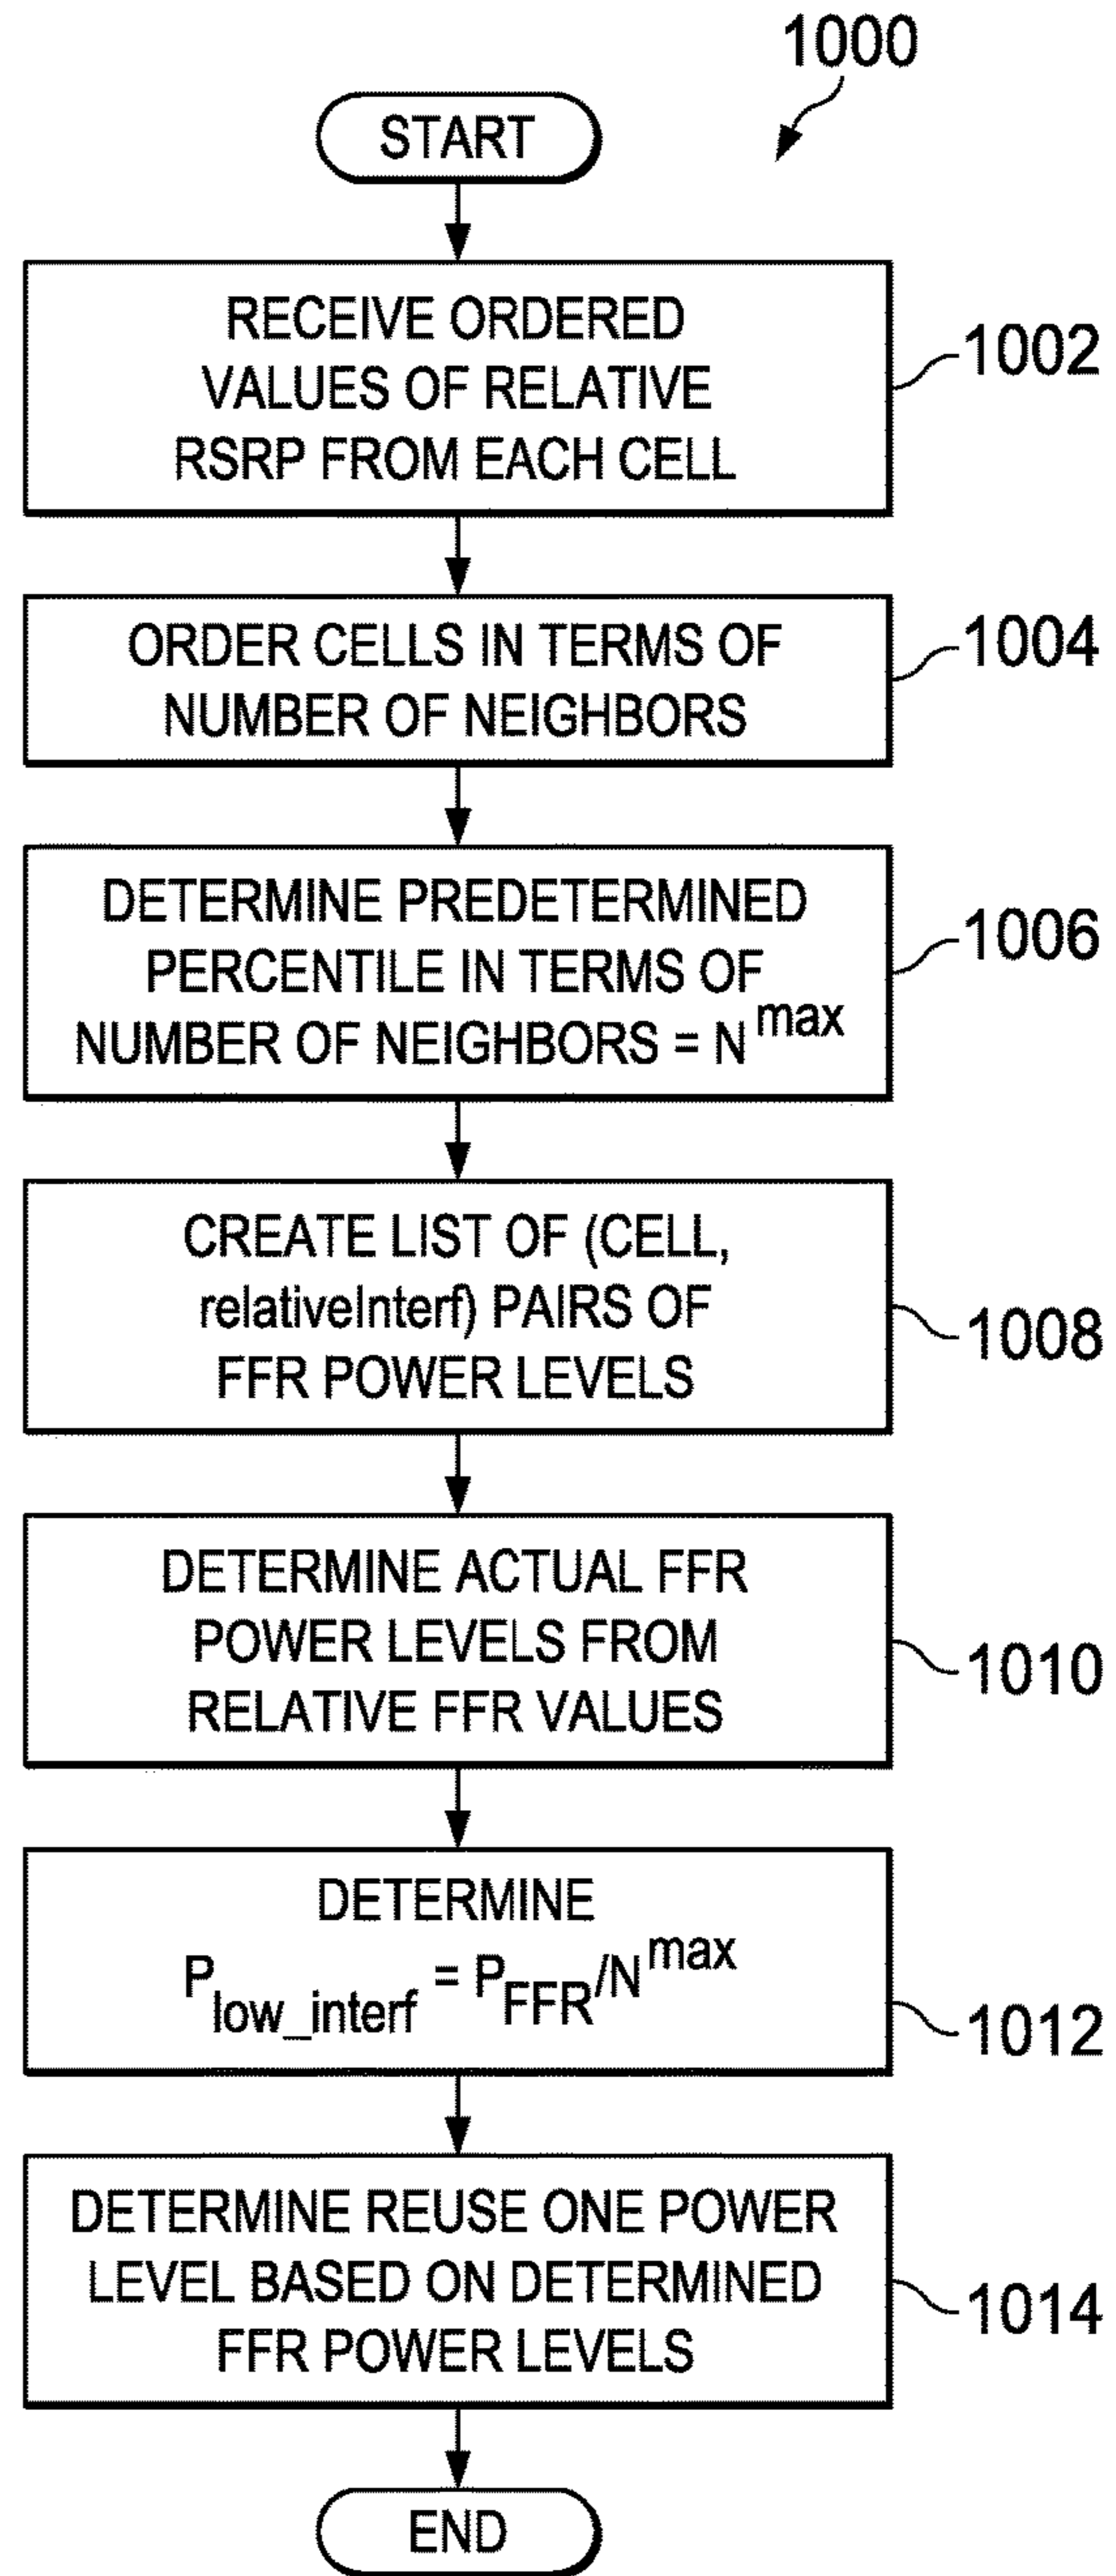 1000
START
RECEIVE ORDERED
VALUES OF RELATIVE
RSRP FROM EACH CELL
1002
ORDER CELLS IN TERMS OF
NUMBER OF NEIGHBORS
1004
DETERMINE PREDETERMINED
PERCENTILE IN TERMS OF
NUMBER OF NEIGHBORS = N^max
1006
CREATE LIST OF (CELL,
relativeInterf) PAIRS OF
FFR POWER LEVELS
1008
DETERMINE ACTUAL FFR
POWER LEVELS FROM
RELATIVE FFR VALUES
1010
DETERMINE
P_low_interf = P_FFR/N^max
1012
DETERMINE REUSE ONE POWER
LEVEL BASED ON DETERMINED
FFR POWER LEVELS
1014
END